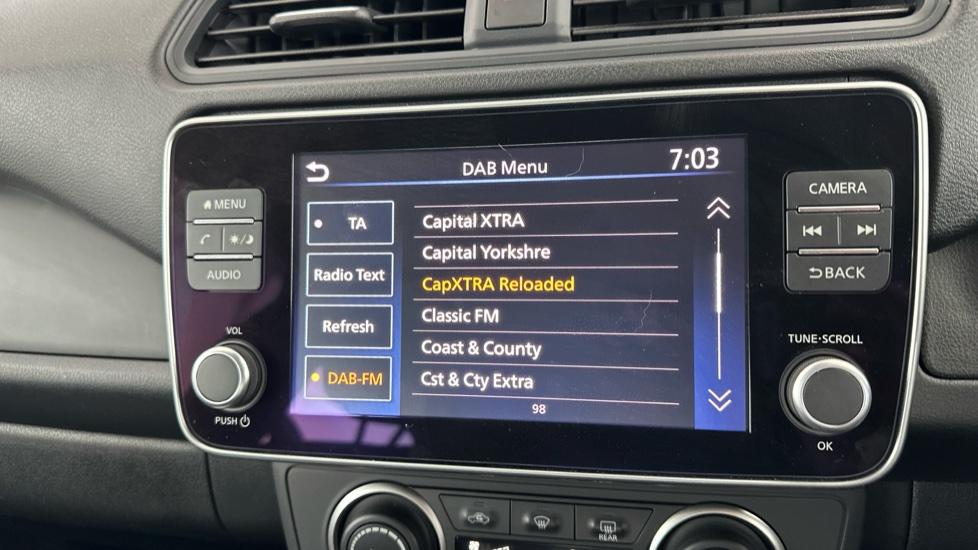 DAB Menu
7:03
TA
Radio Text
Refresh
DAB-FM
Capital XTRA
Capital Yorkshre
CapXTRA Reloaded
Classic FM
Coast & County
Cst & Cty Extra
98
MENU
AUDIO
VOL
PUSH
CAMERA
BACK
TUNE·SCROLL
OK
REAR